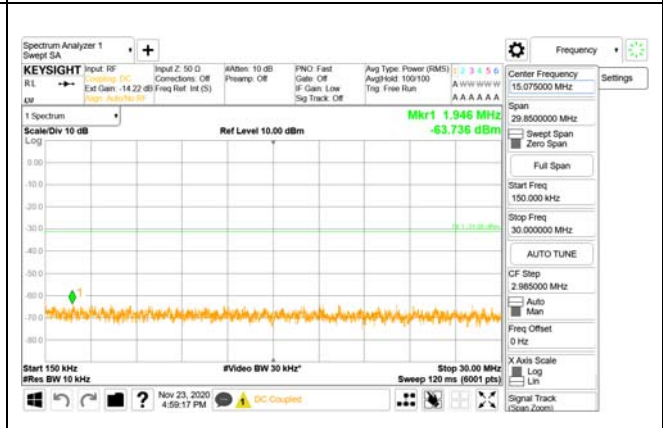 Spectrum Analyzer 1
Swept SA
Frequency
KEYSIGHT
RL
Input: RF
Coupling: DC
Ext Gain: -14.22 dB
Align: Auto/No RF
Input Z: 50 Ω
Corrections: Off
Freq Ref: Int (S)
#Atten: 10 dB
Preamp: Off
PNO: Fast
Gate: Off
IF Gain: Low
Sig Track: Off
Avg Type: Power (RMS)
Avg|Hold: 100/100
Trig: Free Run
1 2 3 4 5 6
A W W W W W
A A A A A A
1 Spectrum
Scale/Div 10 dB
Log
Ref Level 10.00 dBm
Mkr1 1.946 MHz
-63.736 dBm
0.00
-10.0
-20.0
-30.0
-40.0
-50.0
-60.0
-70.0
-80.0
1
Start 150 kHz
#Res BW 10 kHz
#Video BW 30 kHz*
Stop 30.00 MHz
Sweep 120 ms (6001 pts)
Nov 23, 2020
4:59:17 PM
DC Coupled
Center Frequency
15.075000 MHz
Settings
Span
29.8500000 MHz
Swept Span
Zero Span
Full Span
Start Freq
150.000 kHz
Stop Freq
30.000000 MHz
AUTO TUNE
CF Step
2.985000 MHz
Auto
Man
Freq Offset
0 Hz
X Axis Scale
Log
Lin
Signal Track
(Span Zoom)